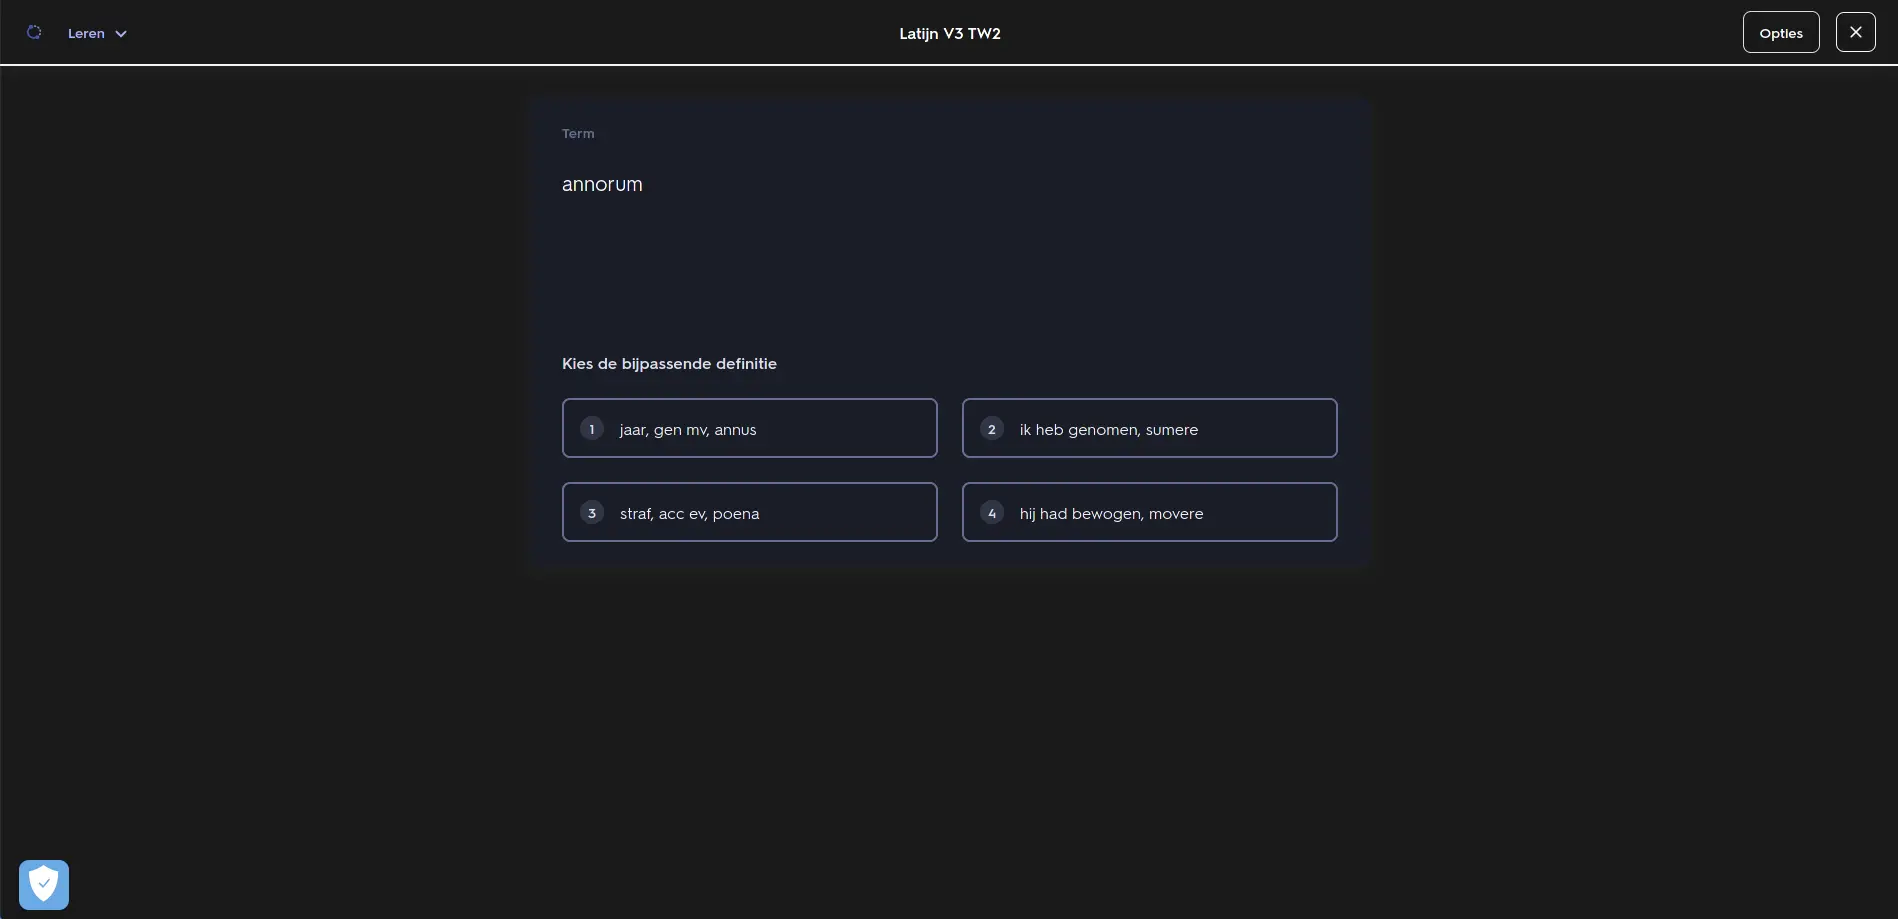 Leren
Latijn V3 TW2
Opties
Term
annorum
Kies de bijpassende definitie
1 jaar, gen mv, annus
2 ik heb genomen, sumere
3 straf, acc ev, poena
4 hij had bewogen, movere